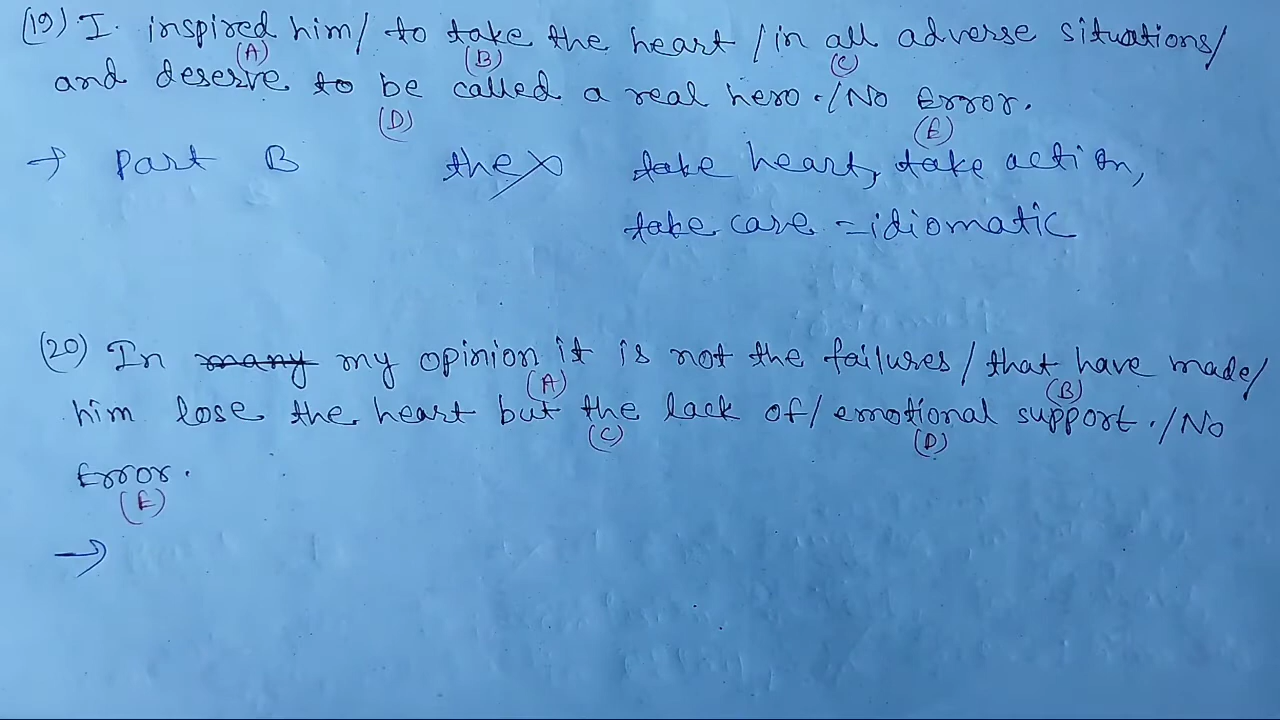 (19) I. inspired him/ to take the heart /in all adverse situations/
(A) (B) (C)
and deserve to be called a real hero ./No Error.
(D) (E)
→ Part B the✗ take heart, take action,
take care = idiomatic
(20) In many my opinion it is not the failures/that have made/
(A) (B)
him lose the heart but the lack of/emotional support ./No
(C) (D)
Error.
(E)
→